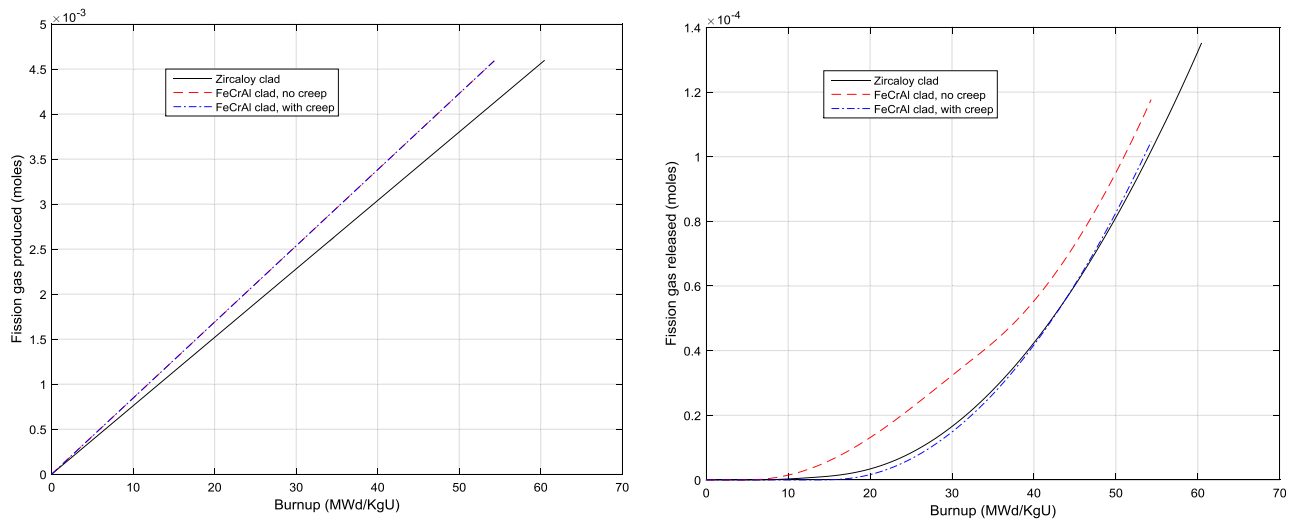 ×10⁻³
5
4.5
4
3.5
3
2.5
2
1.5
1
0.5
0
Fission gas produced (moles)
Zircaloy clad
FeCrAl clad, no creep
FeCrAl clad, with creep
0 10 20 30 40 50 60 70
Burnup (MWd/KgU)
×10⁻⁴
1.4
1.2
1
0.8
0.6
0.4
0.2
0
Fission gas released (moles)
Zircaloy clad
FeCrAl clad, no creep
FeCrAl clad, with creep
0 10 20 30 40 50 60 70
Burnup (MWd/KgU)